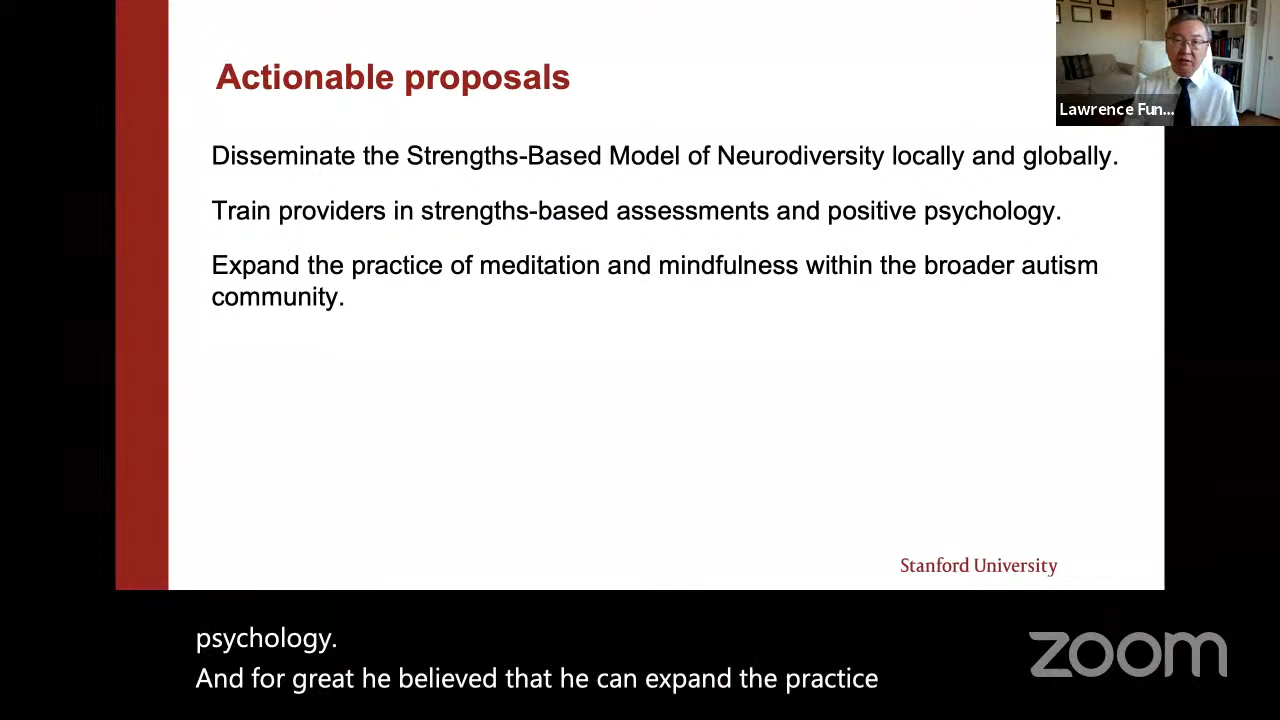 Actionable proposals
Lawrence Fun...
Disseminate the Strengths-Based Model of Neurodiversity locally and globally.
Train providers in strengths-based assessments and positive psychology.
Expand the practice of meditation and mindfulness within the broader autism
community.
Stanford University
psychology.
And for great he believed that he can expand the practice
zoom